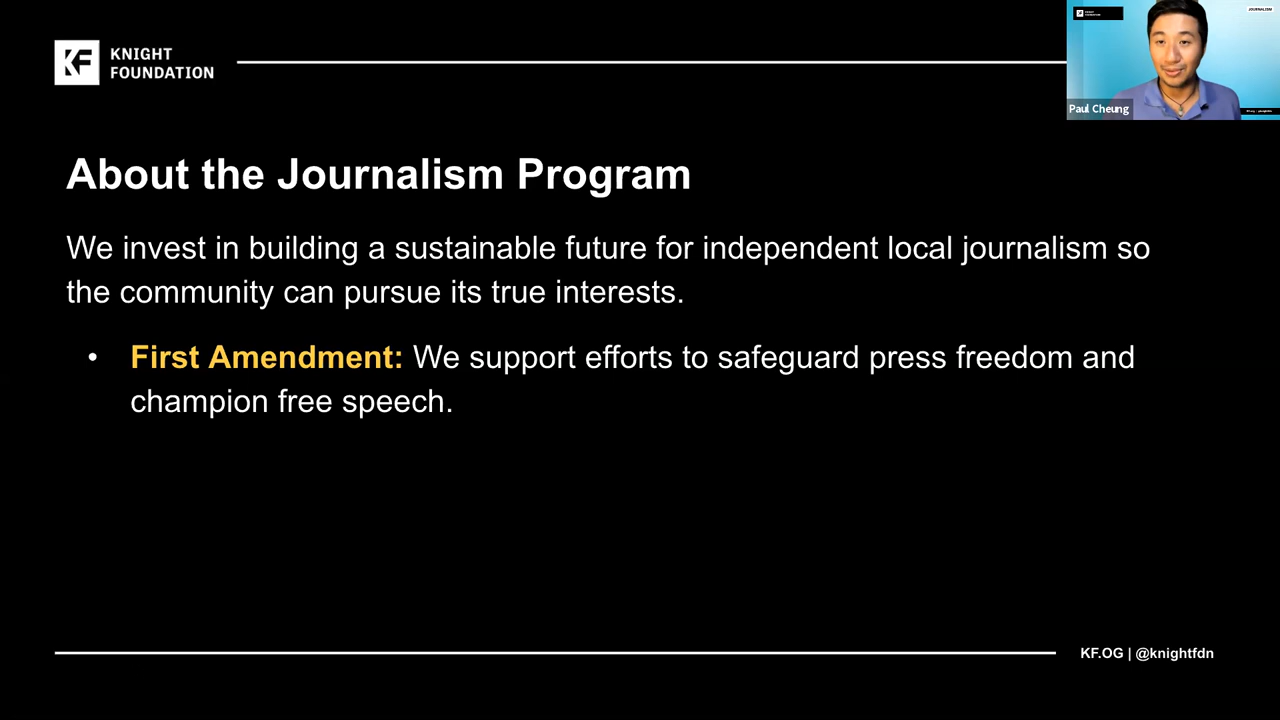 KNIGHT
FOUNDATION
JOURNALISM
Paul Cheung
About the Journalism Program
We invest in building a sustainable future for independent local journalism so
the community can pursue its true interests.
• First Amendment: We support efforts to safeguard press freedom and
champion free speech.
KF.OG | @knightfdn